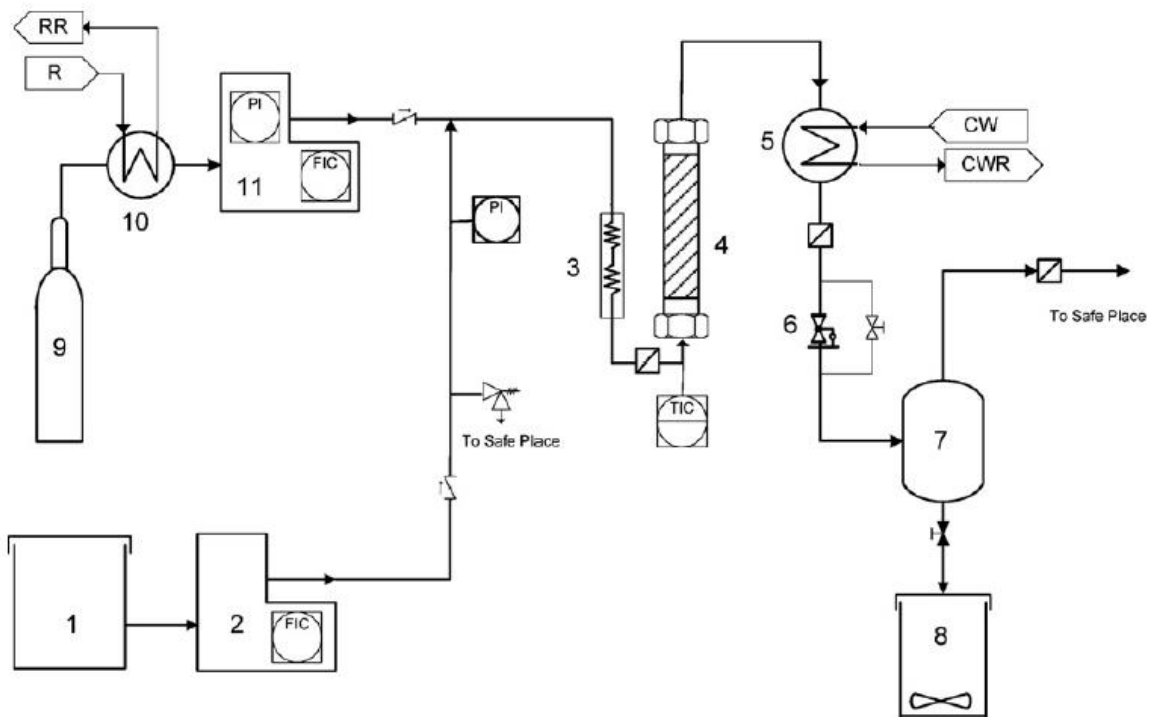 RR
R
PI
FIC
11
10
9
PI
3
4
5
CW
CWR
6
To Safe Place
TIC
To Safe Place
7
1
2
FIC
8